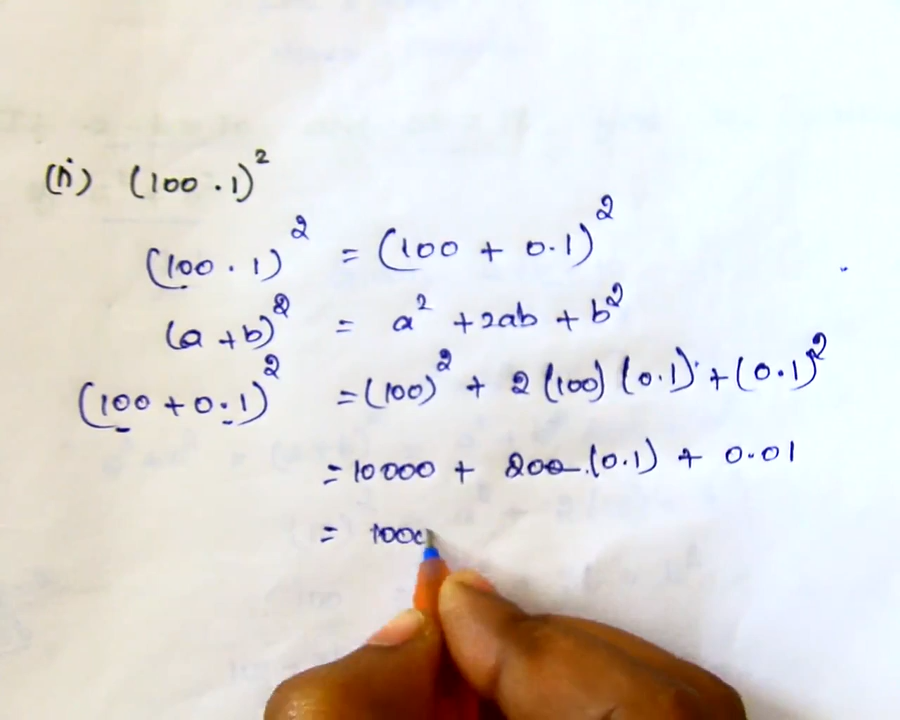 (ii) (100.1)²
(100.1)² = (100 + 0.1)²
(a+b)² = a² + 2ab + b²
(100 + 0.1)² = (100)² + 2(100)(0.1) + (0.1)²
= 10000 + 200.(0.1) + 0.01
= 1000